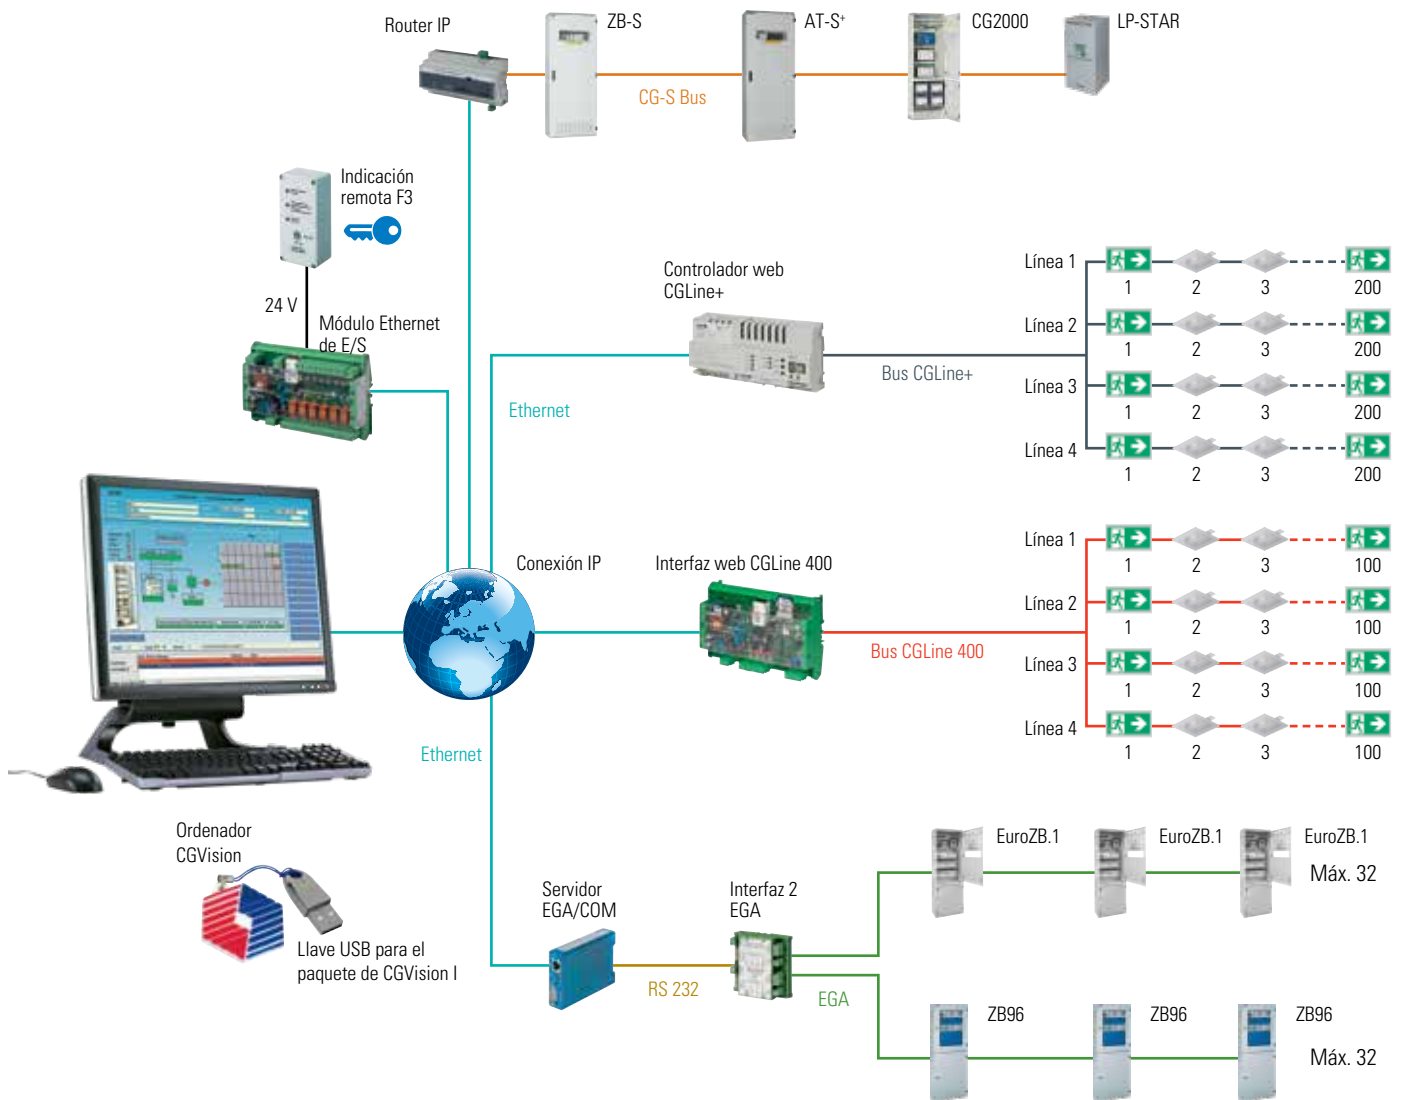 Router IP
ZB-S
AT-S+
CG2000
LP-STAR
CG-S Bus
Indicación
remota F3
24 V
Módulo Ethernet
de E/S
Controlador web
CGLine+
Ethernet
Bus CGLine+
Línea 1
1 2 3 200
Línea 2
1 2 3 200
Línea 3
1 2 3 200
Línea 4
1 2 3 200
Conexión IP
Interfaz web CGLine 400
Bus CGLine 400
Línea 1
1 2 3 100
Línea 2
1 2 3 100
Línea 3
1 2 3 100
Línea 4
1 2 3 100
Ethernet
Ordenador
CGVision
Llave USB para el
paquete de CGVision I
Servidor
EGA/COM
RS 232
Interfaz 2
EGA
EGA
EuroZB.1
EuroZB.1
EuroZB.1
Máx. 32
ZB96
ZB96
ZB96
Máx. 32